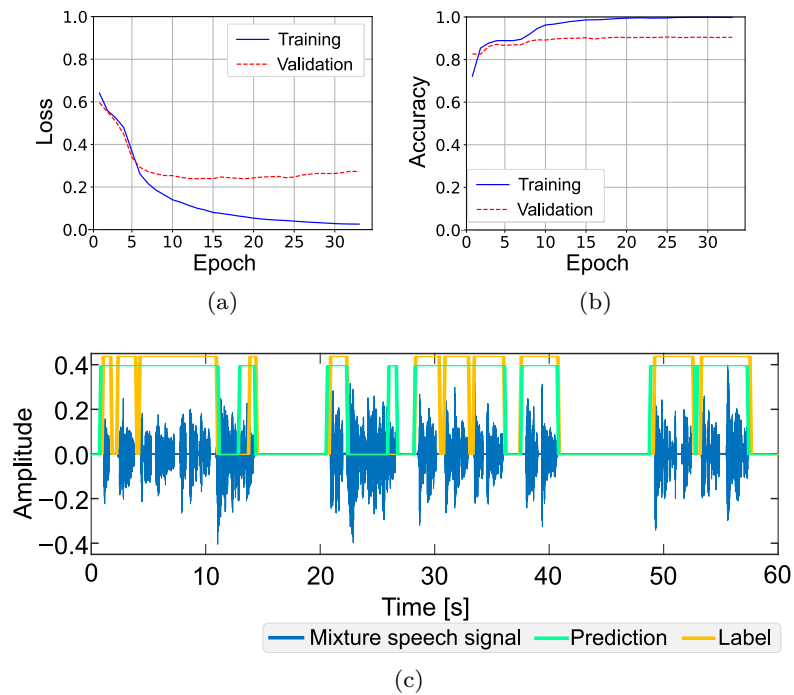 1.0
0.8
0.6
0.4
0.2
0.0
Loss
Training
Validation
0 5 10 15 20 25 30
Epoch
(a)
1.0
0.8
0.6
0.4
0.2
0.0
Accuracy
Training
Validation
0 5 10 15 20 25 30
Epoch
(b)
0.4
0.2
0.0
−0.2
−0.4
Amplitude
0 10 20 30 40 50 60
Time [s]
Mixture speech signal Prediction Label
(c)